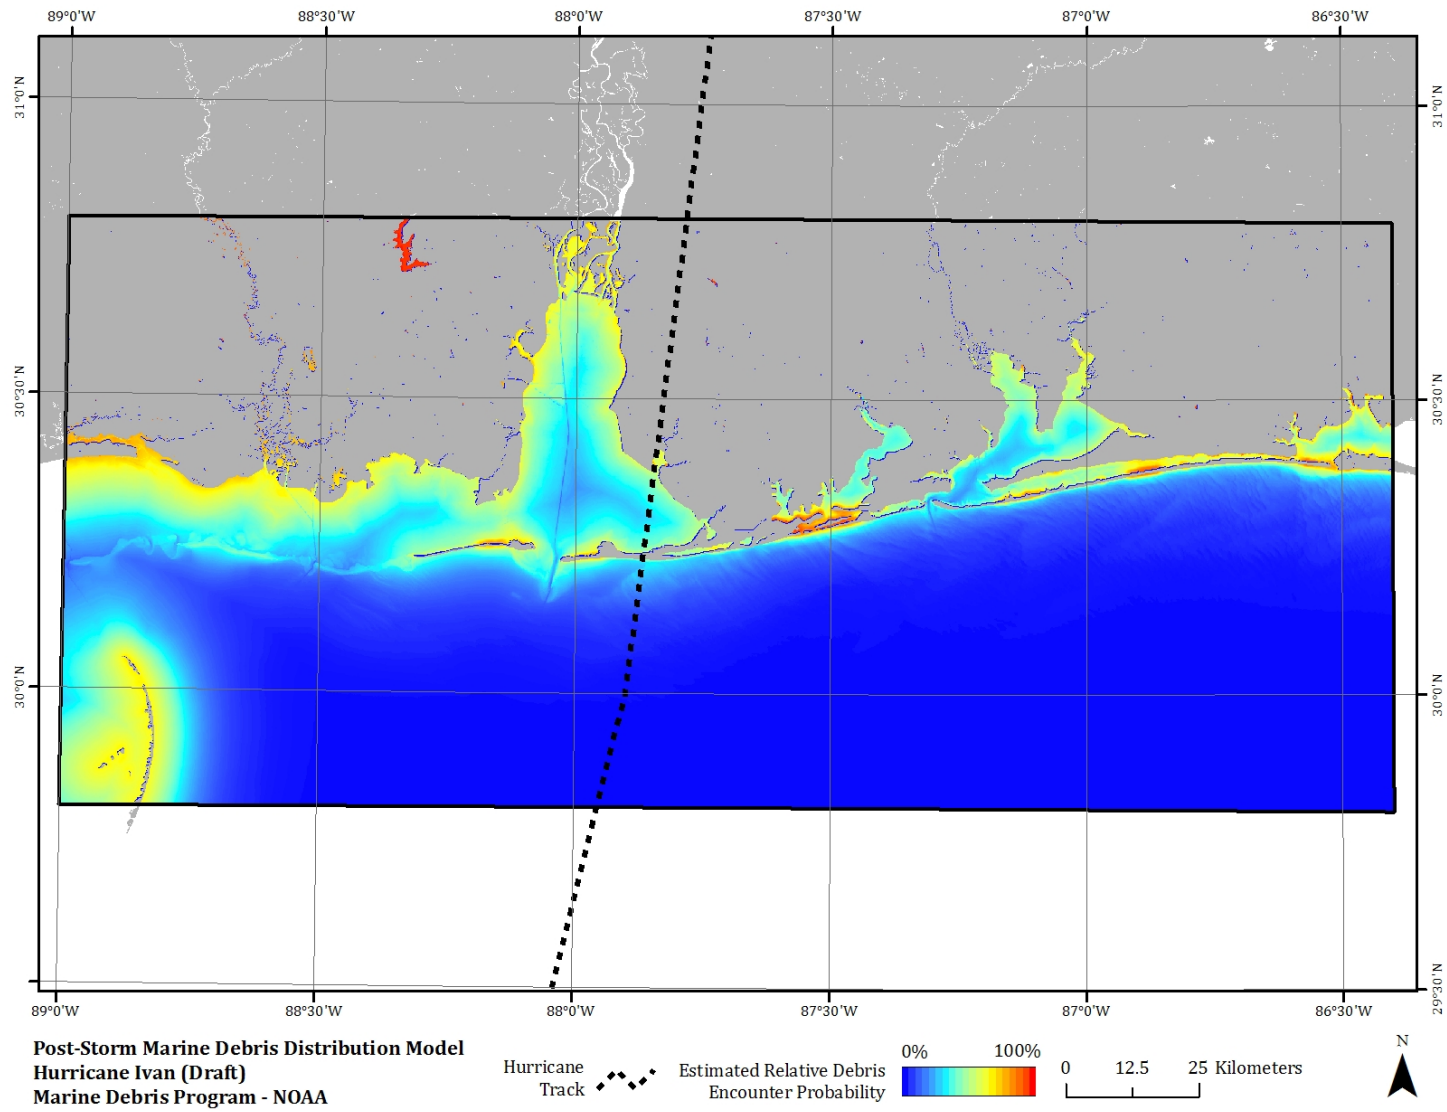 89°0'W 88°30'W 88°0'W 87°30'W 87°0'W 86°30'W
31°0'N 31°0'N
30°30'N 30°30'N
30°0'N 30°0'N
29°30'N
89°0'W 88°30'W 88°0'W 87°30'W 87°0'W 86°30'W
Post-Storm Marine Debris Distribution Model
Hurricane Ivan (Draft)
Marine Debris Program - NOAA
Hurricane
Track
Estimated Relative Debris
Encounter Probability
0% 100%
0 12.5 25 Kilometers
N